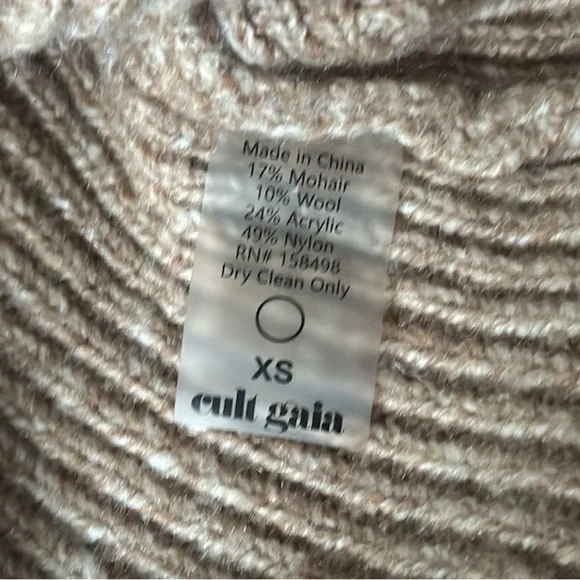 Made in China
17% Mohair
10% Wool
24% Acrylic
49% Nylon
RN# 158498
Dry Clean Only
XS
cult gaia